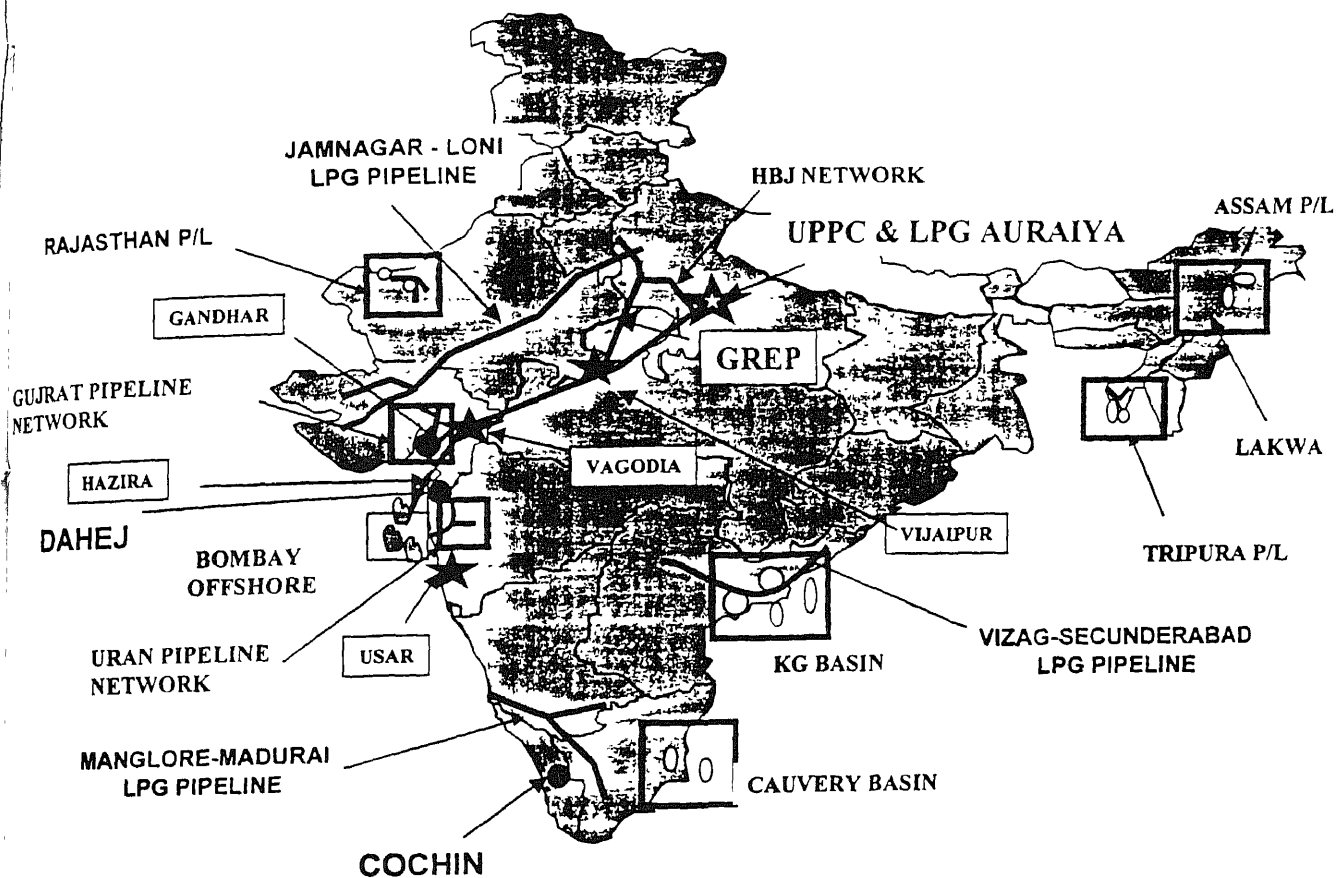 JAMNAGAR - LONI
LPG PIPELINE
HBJ NETWORK
ASSAM P/L
UPPC & LPG AURAIYA
RAJASTHAN P/L
GANDHAR
GREP
GUJRAT PIPELINE
NETWORK
LAKWA
VAGODIA
HAZIRA
DAHEJ
VIJAIPUR
BOMBAY
OFFSHORE
TRIPURA P/L
VIZAG-SECUNDERABAD
LPG PIPELINE
URAN PIPELINE
NETWORK
USAR
KG BASIN
MANGLORE-MADURAI
LPG PIPELINE
CAUVERY BASIN
COCHIN